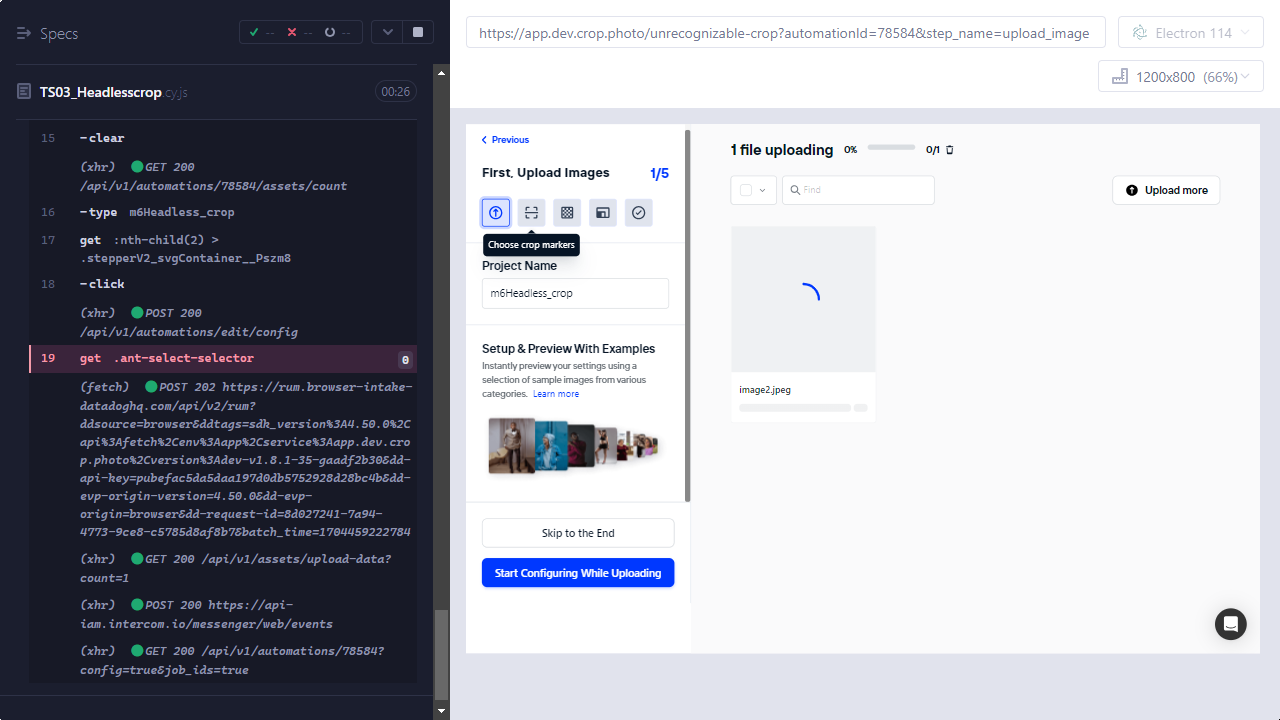 Specs
-- -- --
TS03_Headlesscrop.cy.js
00:26
15 -clear
(xhr) GET 200
/api/v1/automations/78584/assets/count
16 -type m6Headless_crop
17 get :nth-child(2) >
.stepperV2_svgContainer__Pszm8
18 -click
(xhr) POST 200
/api/v1/automations/edit/config
19 get .ant-select-selector 0
(fetch) POST 202 https://rum.browser-intake-
datadoghq.com/api/v2/rum?
ddsource=browser&ddtags=sdk_version%3A4.50.0%2C
api%3Afetch%2Cenv%3Aapp%2Cservice%3Aapp.dev.cro
p.photo%2Cversion%3Adev-v1.8.1-35-gaadf2b30&dd-
api-key=pubefac5da5daa197d0db5752928d28bc4b&dd-
evp-origin-version=4.50.0&dd-evp-
origin=browser&dd-request-id=8d027241-7a94-
4773-9ce8-c5785d8af8b7&batch_time=1704459222784
(xhr) GET 200 /api/v1/assets/upload-data?
count=1
(xhr) POST 200 https://api-
iam.intercom.io/messenger/web/events
(xhr) GET 200 /api/v1/automations/78584?
config=true&job_ids=true
https://app.dev.crop.photo/unrecognizable-crop?automationId=78584&step_name=upload_image
Electron 114
1200x800 (66%)
Previous
First, Upload Images 1/5
Choose crop markers
Project Name
m6Headless_crop
Setup & Preview With Examples
Instantly preview your settings using a
selection of sample images from various
categories. Learn more
Skip to the End
Start Configuring While Uploading
1 file uploading 0% 0/1
Find
Upload more
image2.jpeg